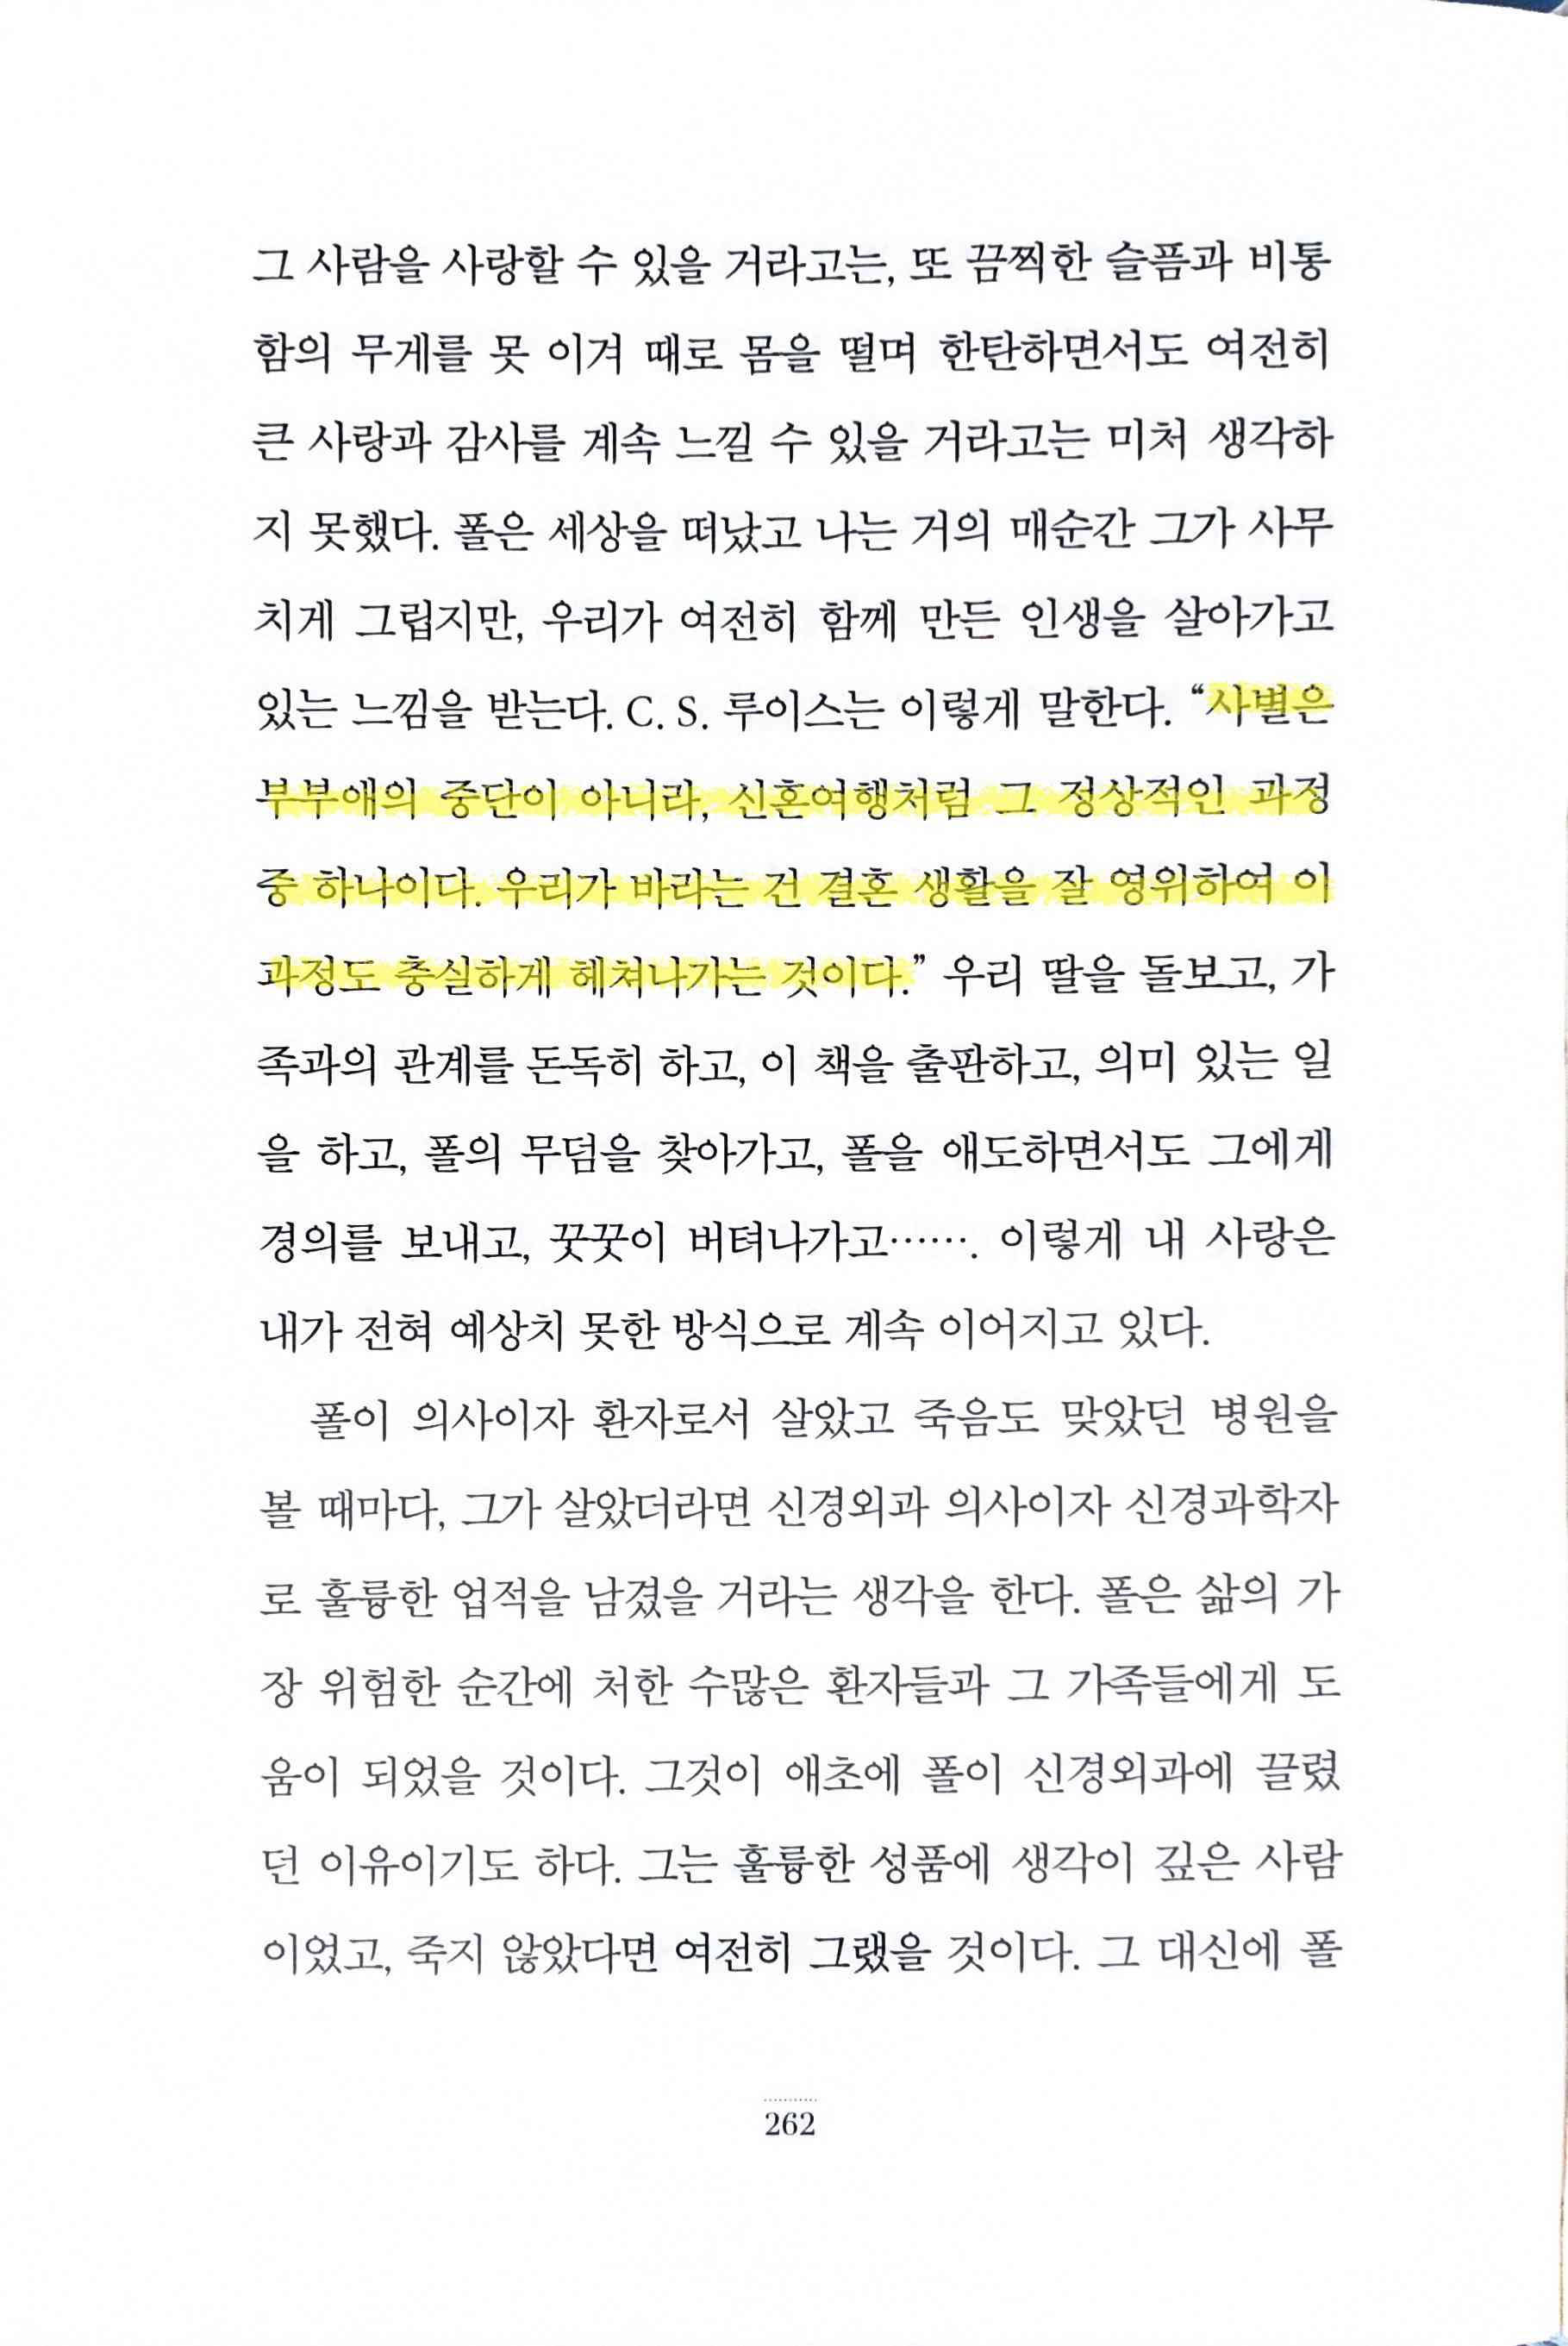 그 사람을 사랑할 수 있을 거라고는, 또 끔찍한 슬픔과 비통
함의 무게를 못 이겨 때로 몸을 떨며 한탄하면서도 여전히
큰 사랑과 감사를 계속 느낄 수 있을 거라고는 미처 생각하
지 못했다. 폴은 세상을 떠났고 나는 거의 매순간 그가 사무
치게 그립지만, 우리가 여전히 함께 만든 인생을 살아가고
있는 느낌을 받는다. C. S. 루이스는 이렇게 말한다. “사별은
부부애의 중단이 아니라, 신혼여행처럼 그 정상적인 과정
중 하나이다. 우리가 바라는 건 결혼 생활을 잘 영위하여 이
과정도 충실하게 헤쳐나가는 것이다.” 우리 딸을 돌보고, 가
족과의 관계를 돈독히 하고, 이 책을 출판하고, 의미 있는 일
을 하고, 폴의 무덤을 찾아가고, 폴을 애도하면서도 그에게
경의를 보내고, 꿋꿋이 버텨나가고……. 이렇게 내 사랑은
내가 전혀 예상치 못한 방식으로 계속 이어지고 있다.
폴이 의사이자 환자로서 살았고 죽음도 맞았던 병원을
볼 때마다, 그가 살았더라면 신경외과 의사이자 신경과학자
로 훌륭한 업적을 남겼을 거라는 생각을 한다. 폴은 삶의 가
장 위험한 순간에 처한 수많은 환자들과 그 가족들에게 도
움이 되었을 것이다. 그것이 애초에 폴이 신경외과에 끌렸
던 이유이기도 하다. 그는 훌륭한 성품에 생각이 깊은 사람
이었고, 죽지 않았다면 여전히 그랬을 것이다. 그 대신에 폴
262